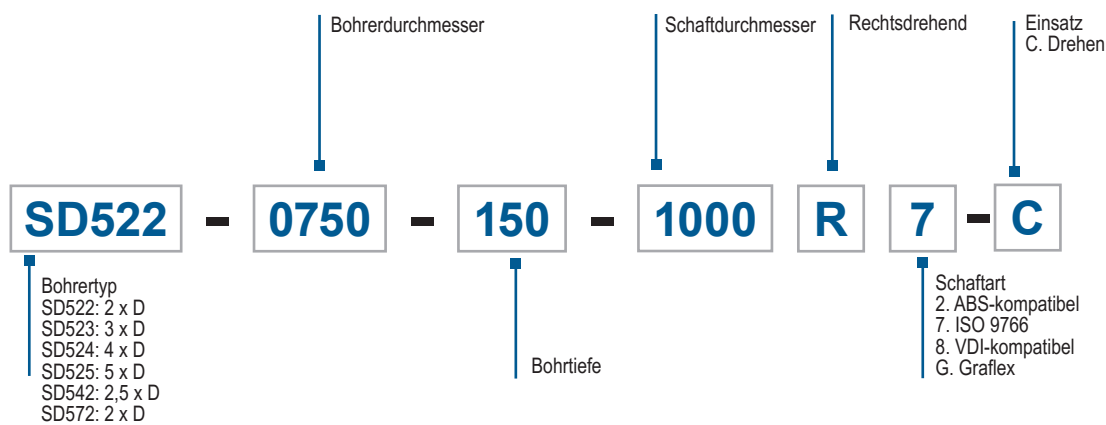 Bohrerdurchmesser
Schaftdurchmesser
Rechtsdrehend
Einsatz
C. Drehen
SD522 - 0750 - 150 - 1000 R 7 - C
Bohrertyp
SD522: 2 x D
SD523: 3 x D
SD524: 4 x D
SD525: 5 x D
SD542: 2,5 x D
SD572: 2 x D
Bohrtiefe
Schaftart
2. ABS-kompatibel
7. ISO 9766
8. VDI-kompatibel
G. Graflex